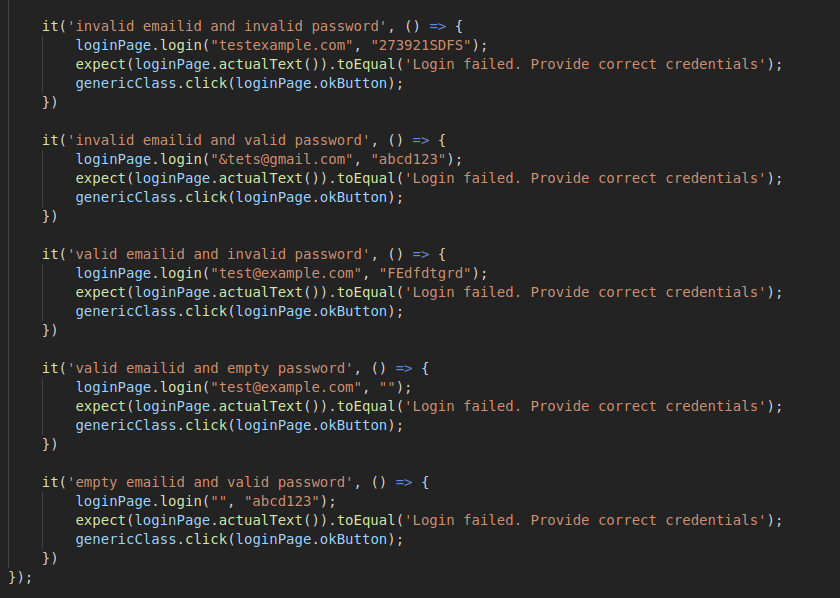 it('invalid emailid and invalid password', () => {
loginPage.login("testexample.com", "273921SDFS");
expect(loginPage.actualText()).toEqual('Login failed. Provide correct credentials');
genericClass.click(loginPage.okButton);
})
it('invalid emailid and valid password', () => {
loginPage.login("&tets@gmail.com", "abcd123");
expect(loginPage.actualText()).toEqual('Login failed. Provide correct credentials');
genericClass.click(loginPage.okButton);
})
it('valid emailid and invalid password', () => {
loginPage.login("test@example.com", "FEdfdtgrd");
expect(loginPage.actualText()).toEqual('Login failed. Provide correct credentials');
genericClass.click(loginPage.okButton);
})
it('valid emailid and empty password', () => {
loginPage.login("test@example.com", "");
expect(loginPage.actualText()).toEqual('Login failed. Provide correct credentials');
genericClass.click(loginPage.okButton);
})
it('empty emailid and valid password', () => {
loginPage.login("", "abcd123");
expect(loginPage.actualText()).toEqual('Login failed. Provide correct credentials');
genericClass.click(loginPage.okButton);
})
});